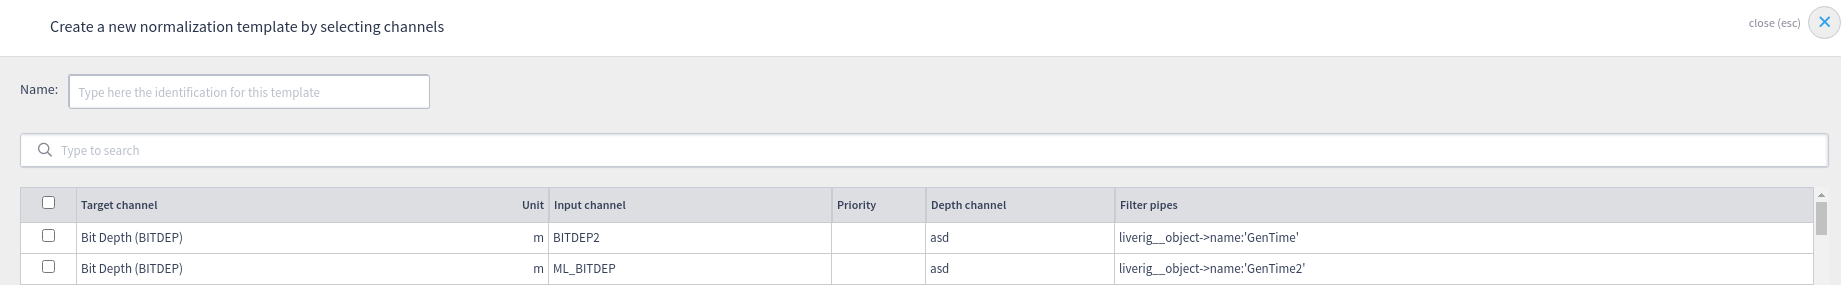 Create a new normalization template by selecting channels
close (esc)
Name:
Type here the identification for this template
Type to search
Target channel Unit Input channel Priority Depth channel Filter pipes
Bit Depth (BITDEP) m BITDEP2 asd liverig__object->name:'GenTime'
Bit Depth (BITDEP) m ML_BITDEP asd liverig__object->name:'GenTime2'